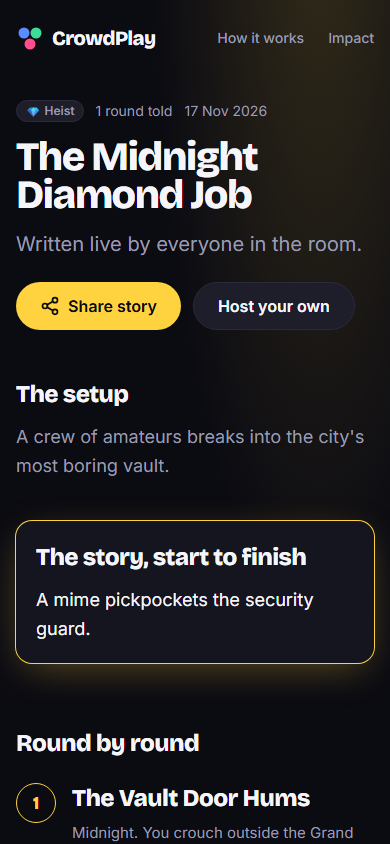 CrowdPlay
How it works
Impact
💎 Heist
1 round told
17 Nov 2026
The Midnight
Diamond Job
Written live by everyone in the room.
Share story
Host your own
The setup
A crew of amateurs breaks into the city's
most boring vault.
The story, start to finish
A mime pickpockets the security
guard.
Round by round
1
The Vault Door Hums
Midnight. You crouch outside the Grand